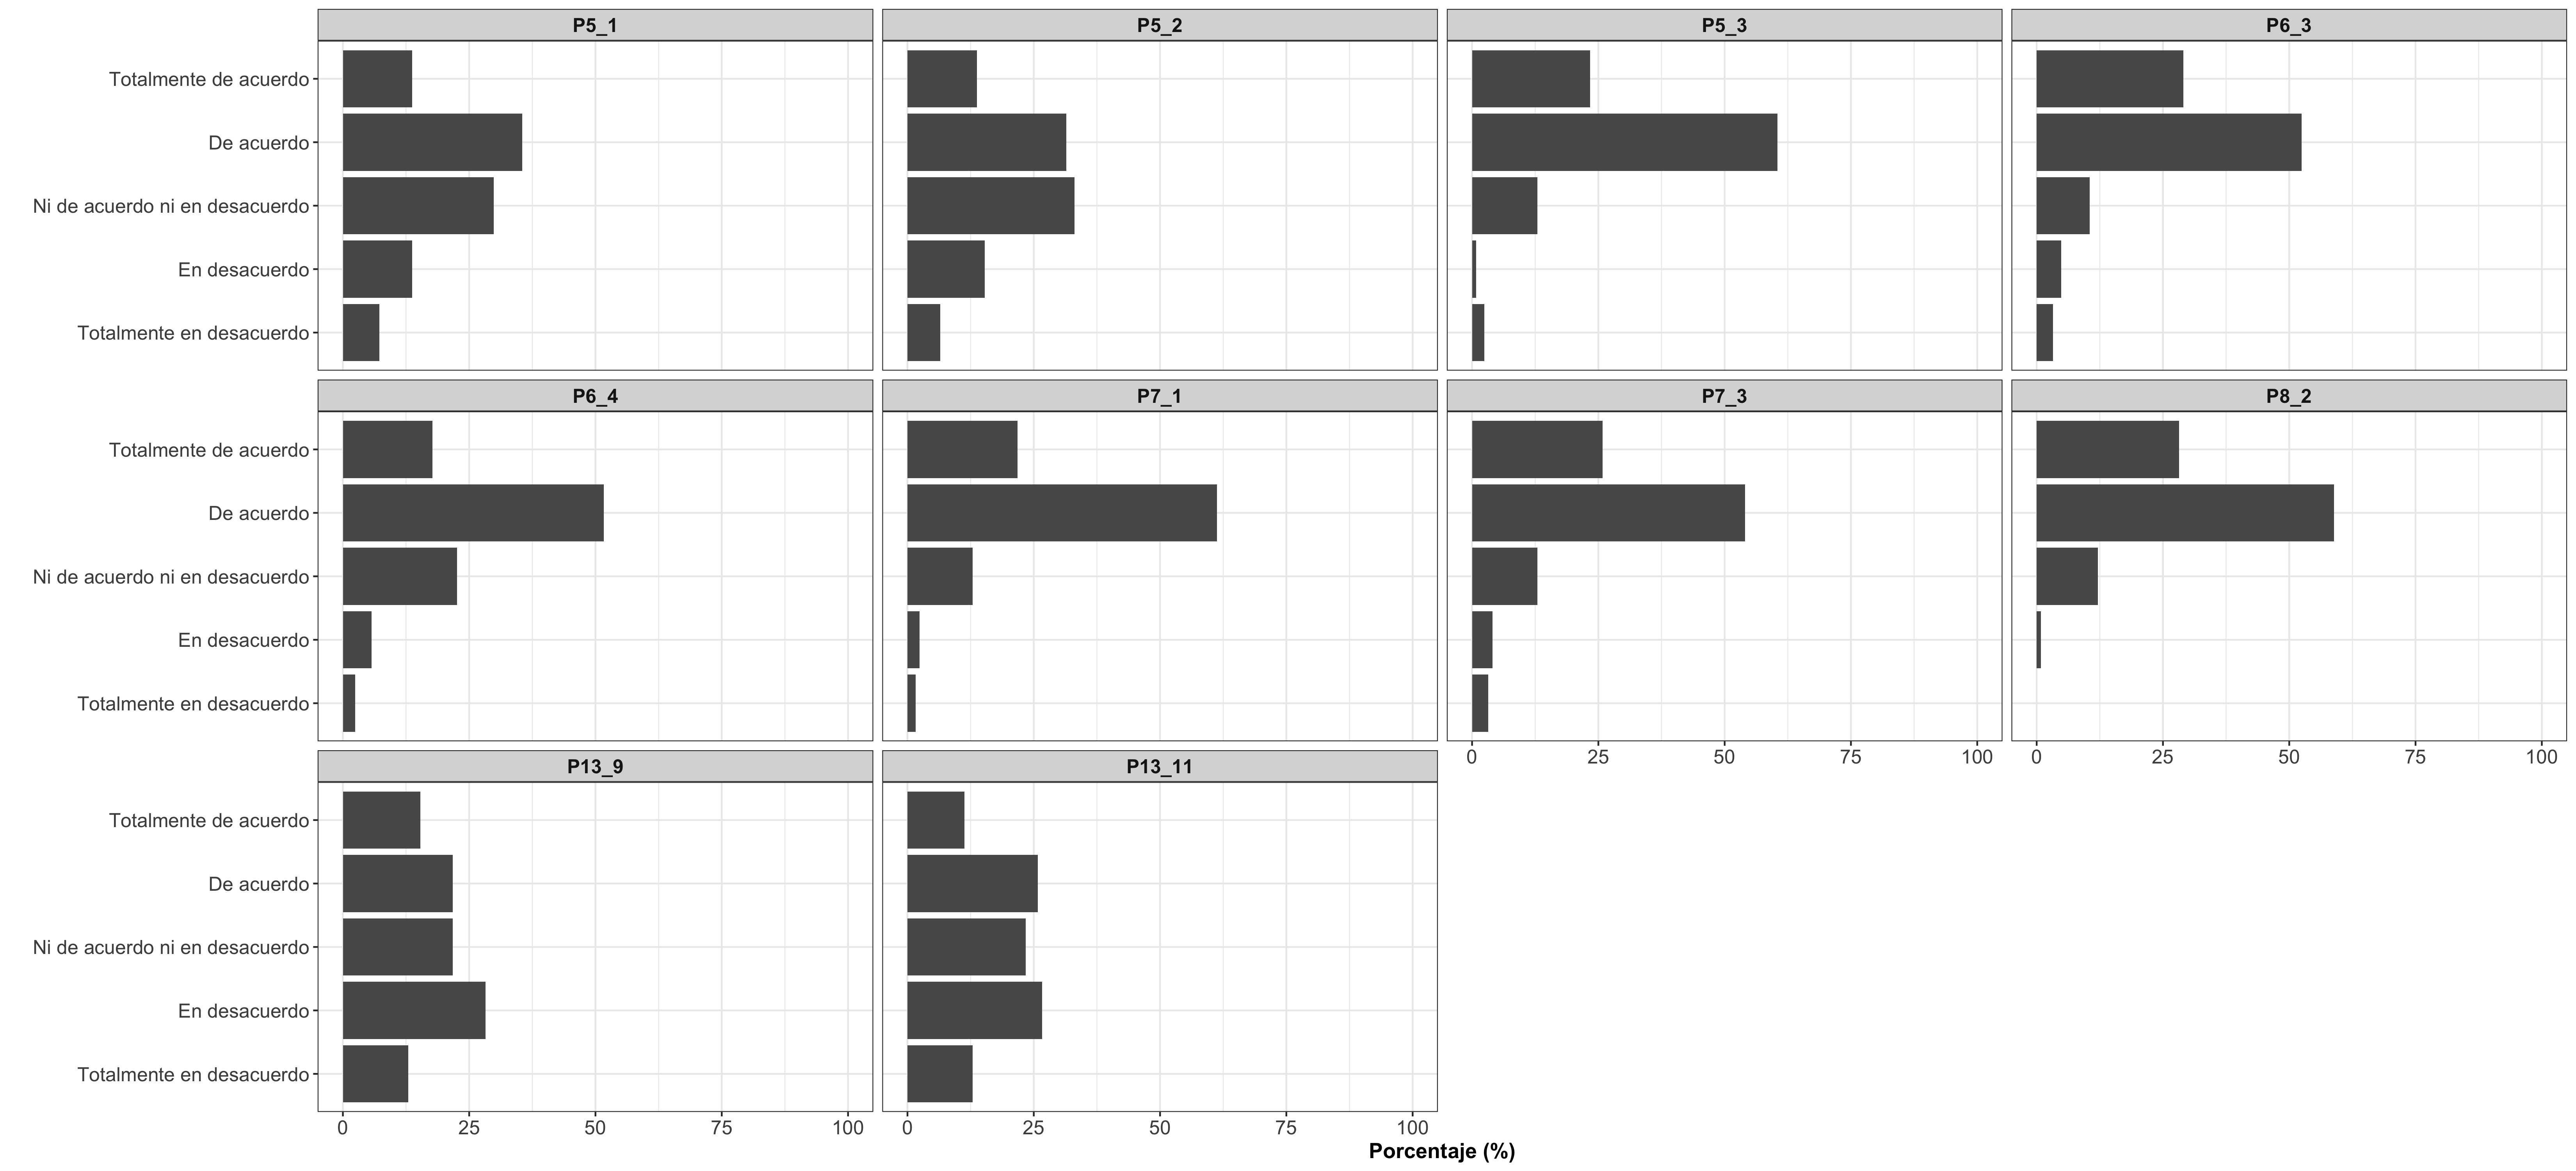 P5_1
P5_2
P5_3
P6_3
Totalmente de acuerdo
De acuerdo
Ni de acuerdo ni en desacuerdo
En desacuerdo
Totalmente en desacuerdo
P6_4
P7_1
P7_3
P8_2
Totalmente de acuerdo
De acuerdo
Ni de acuerdo ni en desacuerdo
En desacuerdo
Totalmente en desacuerdo
0 25 50 75 100
0 25 50 75 100
P13_9
P13_11
Totalmente de acuerdo
De acuerdo
Ni de acuerdo ni en desacuerdo
En desacuerdo
Totalmente en desacuerdo
0 25 50 75 100
0 25 50 75 100
Porcentaje (%)